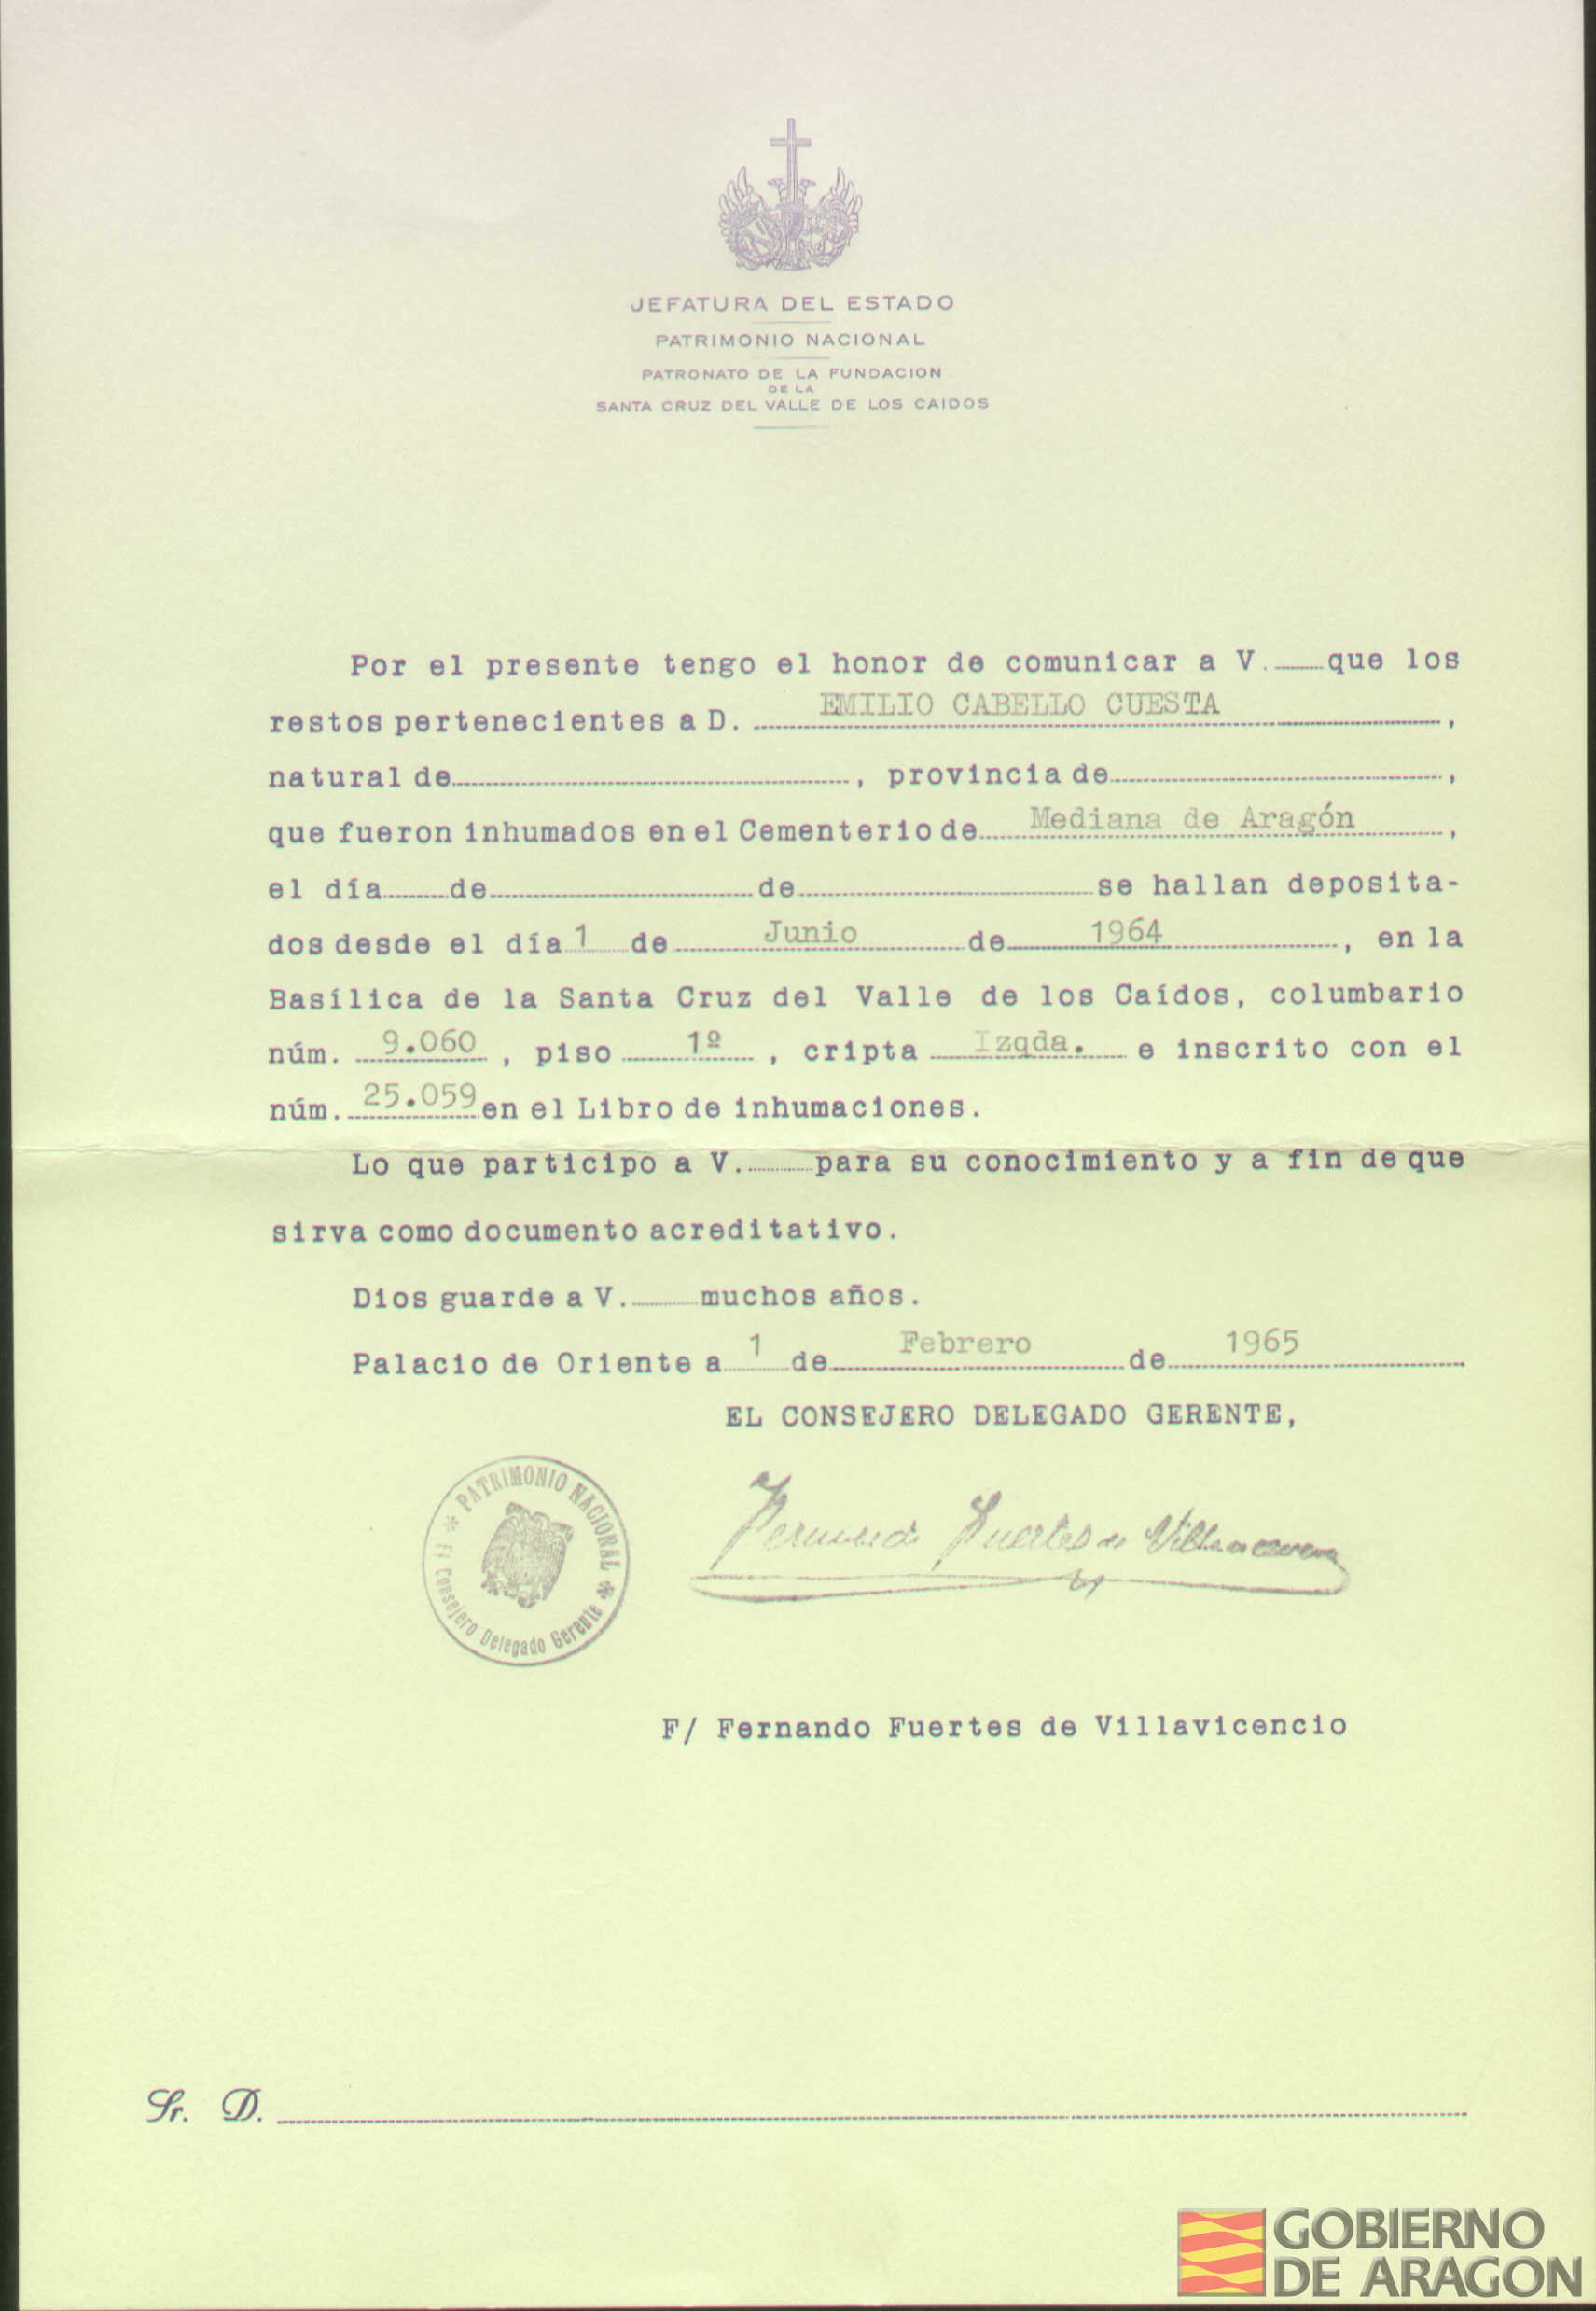 JEFATURA DEL ESTADO
PATRIMONIO NACIONAL
PATRONATO DE LA FUNDACION
DE LA
SANTA CRUZ DEL VALLE DE LOS CAIDOS
Por el presente tengo el honor de comunicar a V. que los
restos pertenecientes a D. EMILIO CABELLO CUESTA,
natural de , provincia de ,
que fueron inhumados en el Cementerio de Mediana de Aragón,
el día de de se hallan deposita-
dos desde el día 1 de Junio de 1964, en la
Basílica de la Santa Cruz del Valle de los Caídos, columbario
núm. 9.060, piso 1º, cripta Izqda. e inscrito con el
núm. 25.059 en el Libro de inhumaciones.
Lo que participo a V. para su conocimiento y a fin de que
sirva como documento acreditativo.
Dios guarde a V. muchos años.
Palacio de Oriente a 1 de Febrero de 1965
EL CONSEJERO DELEGADO GERENTE,
* PATRIMONIO NACIONAL *
El Consejero Delegado Gerente
Fernando Fuertes de Villavicencio
F/ Fernando Fuertes de Villavicencio
Sr. D.
GOBIERNO
DE ARAGON